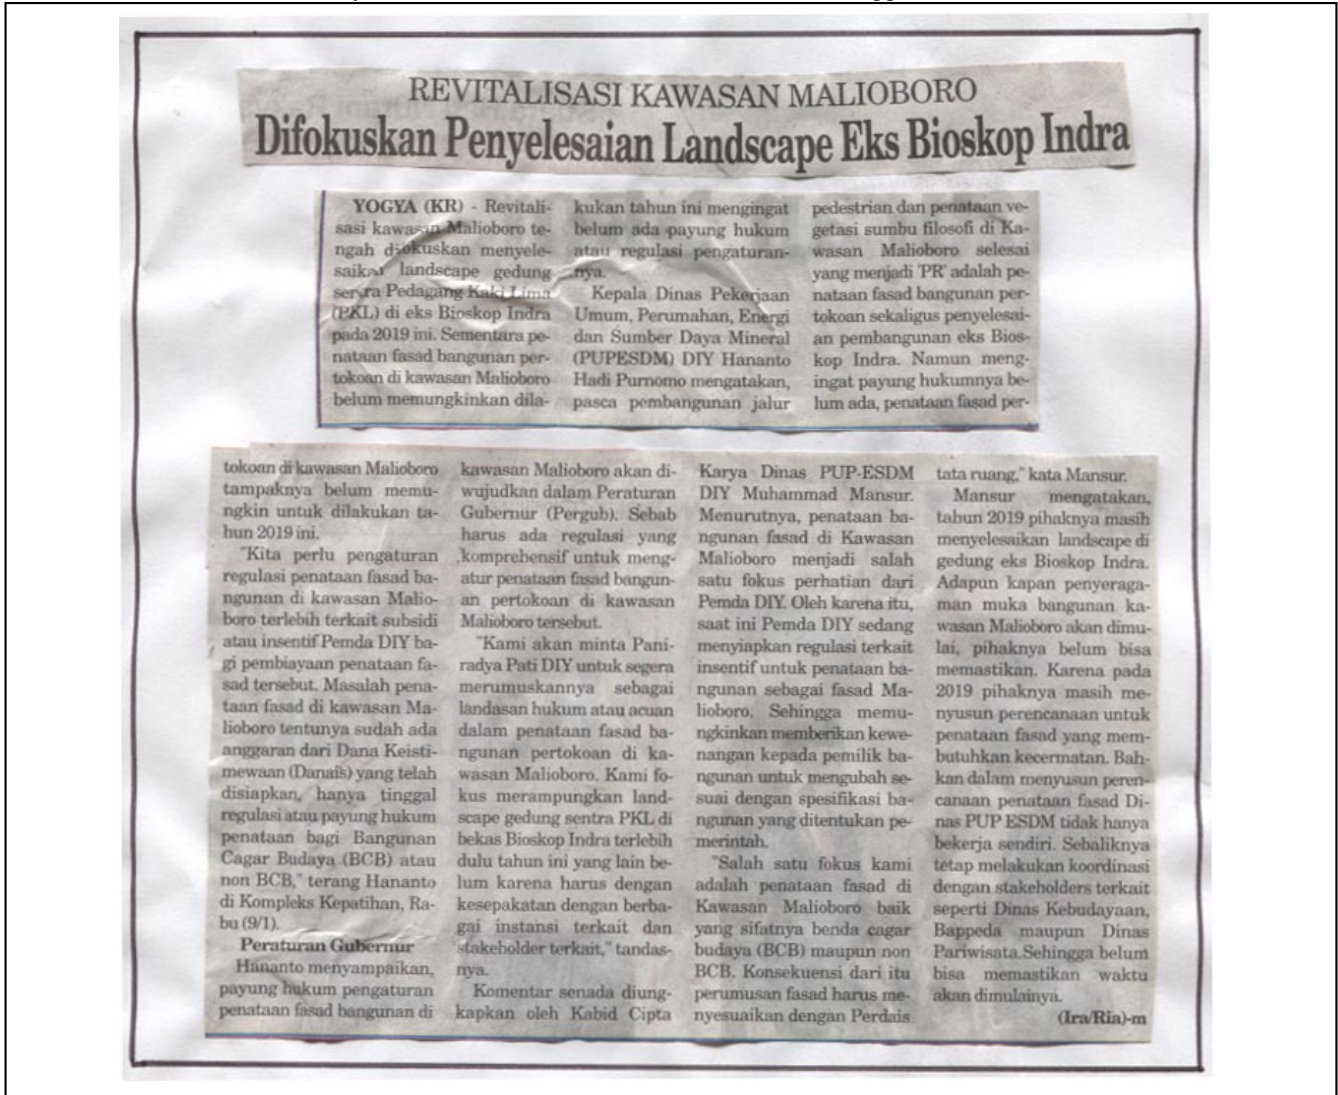 REVITALISASI KAWASAN MALIOBORO
Difokuskan Penyelesaian Landscape Eks Bioskop Indra
YOGYA (KR) - Revitali-
sasi kawasan Malioboro te-
ngah difokuskan menyele-
saikan landscape gedung
sentra Pedagang Kaki Lima
(PKL) di eks Bioskop Indra
pada 2019 ini. Sementara pe-
nataan fasad bangunan per-
tokoan di kawasan Malioboro
belum memungkinkan dila-
kukan tahun ini mengingat
belum ada payung hukum
atau regulasi pengaturan-
nya.
Kepala Dinas Pekerjaan
Umum, Perumahan, Energi
dan Sumber Daya Mineral
(PUPESDM) DIY Hananto
Hadi Purnomo mengatakan,
pasca pembangunan jalur
pedestrian dan penataan ve-
getasi sumbu filosofi di Ka-
wasan Malioboro selesai
yang menjadi 'PR' adalah pe-
nataan fasad bangunan per-
tokoan sekaligus penyelesai-
an pembangunan eks Bios-
kop Indra. Namun meng-
ingat payung hukumnya be-
lum ada, penataan fasad per-
tokoan di kawasan Malioboro
tampaknya belum memu-
ngkin untuk dilakukan ta-
hun 2019 ini.
"Kita perlu pengaturan
regulasi penataan fasad ba-
ngunan di kawasan Malio-
boro terlebih terkait subsidi
atau insentif Pemda DIY ba-
gi pembiayaan penataan fa-
sad tersebut. Masalah pena-
taan fasad di kawasan Ma-
lioboro tentunya sudah ada
anggaran dari Dana Keisti-
mewaan (Danais) yang telah
disiapkan, hanya tinggal
regulasi atau payung hukum
penataan bagi Bangunan
Cagar Budaya (BCB) atau
non BCB," terang Hananto
di Kompleks Kepatihan, Ra-
bu (9/1).
Peraturan Gubernur
Hananto menyampaikan,
payung hukum pengaturan
penataan fasad bangunan di
kawasan Malioboro akan di-
wujudkan dalam Peraturan
Gubernur (Pergub). Sebab
harus ada regulasi yang
komprehensif untuk meng-
atur penataan fasad bangun-
an pertokoan di kawasan
Malioboro tersebut.
"Kami akan minta Pani-
radya Pati DIY untuk segera
merumuskannya sebagai
landasan hukum atau acuan
dalam penataan fasad ba-
ngunan pertokoan di ka-
wasan Malioboro. Kami fo-
kus merampungkan land-
scape gedung sentra PKL di
bekas Bioskop Indra terlebih
dulu tahun ini yang lain be-
lum karena harus dengan
kesepakatan dengan berba-
gai instansi terkait dan
stakeholder terkait," tandas-
nya.
Komentar senada diung-
kapkan oleh Kabid Cipta
Karya Dinas PUP-ESDM
DIY Muhammad Mansur.
Menurutnya, penataan ba-
ngunan fasad di Kawasan
Malioboro menjadi salah
satu fokus perhatian dari
Pemda DIY. Oleh karena itu,
saat ini Pemda DIY sedang
menyiapkan regulasi terkait
insentif untuk penataan ba-
ngunan sebagai fasad Ma-
lioboro. Sehingga memu-
ngkinkan memberikan kewe-
nangan kepada pemilik ba-
ngunan untuk mengubah se-
suai dengan spesifikasi ba-
ngunan yang ditentukan pe-
merintah.
"Salah satu fokus kami
adalah penataan fasad di
Kawasan Malioboro baik
yang sifatnya benda cagar
budaya (BCB) maupun non
BCB. Konsekuensi dari itu
perumusan fasad harus me-
nyesuaikan dengan Perdais
tata ruang," kata Mansur.
Mansur mengatakan,
tahun 2019 pihaknya masih
menyelesaikan landscape di
gedung eks Bioskop Indra.
Adapun kapan penyeraga-
man muka bangunan ka-
wasan Malioboro akan dimu-
lai, pihaknya belum bisa
memastikan. Karena pada
2019 pihaknya masih me-
nyusun perencanaan untuk
penataan fasad yang mem-
butuhkan kecermatan. Bah-
kan dalam menyusun peren-
canaan penataan fasad Di-
nas PUP ESDM tidak hanya
bekerja sendiri. Sebaliknya
tetap melakukan koordinasi
dengan stakeholders terkait
seperti Dinas Kebudayaan,
Bappeda maupun Dinas
Pariwisata.Sehingga belum
bisa memastikan waktu
akan dimulainya.
(Ira/Ria)-m